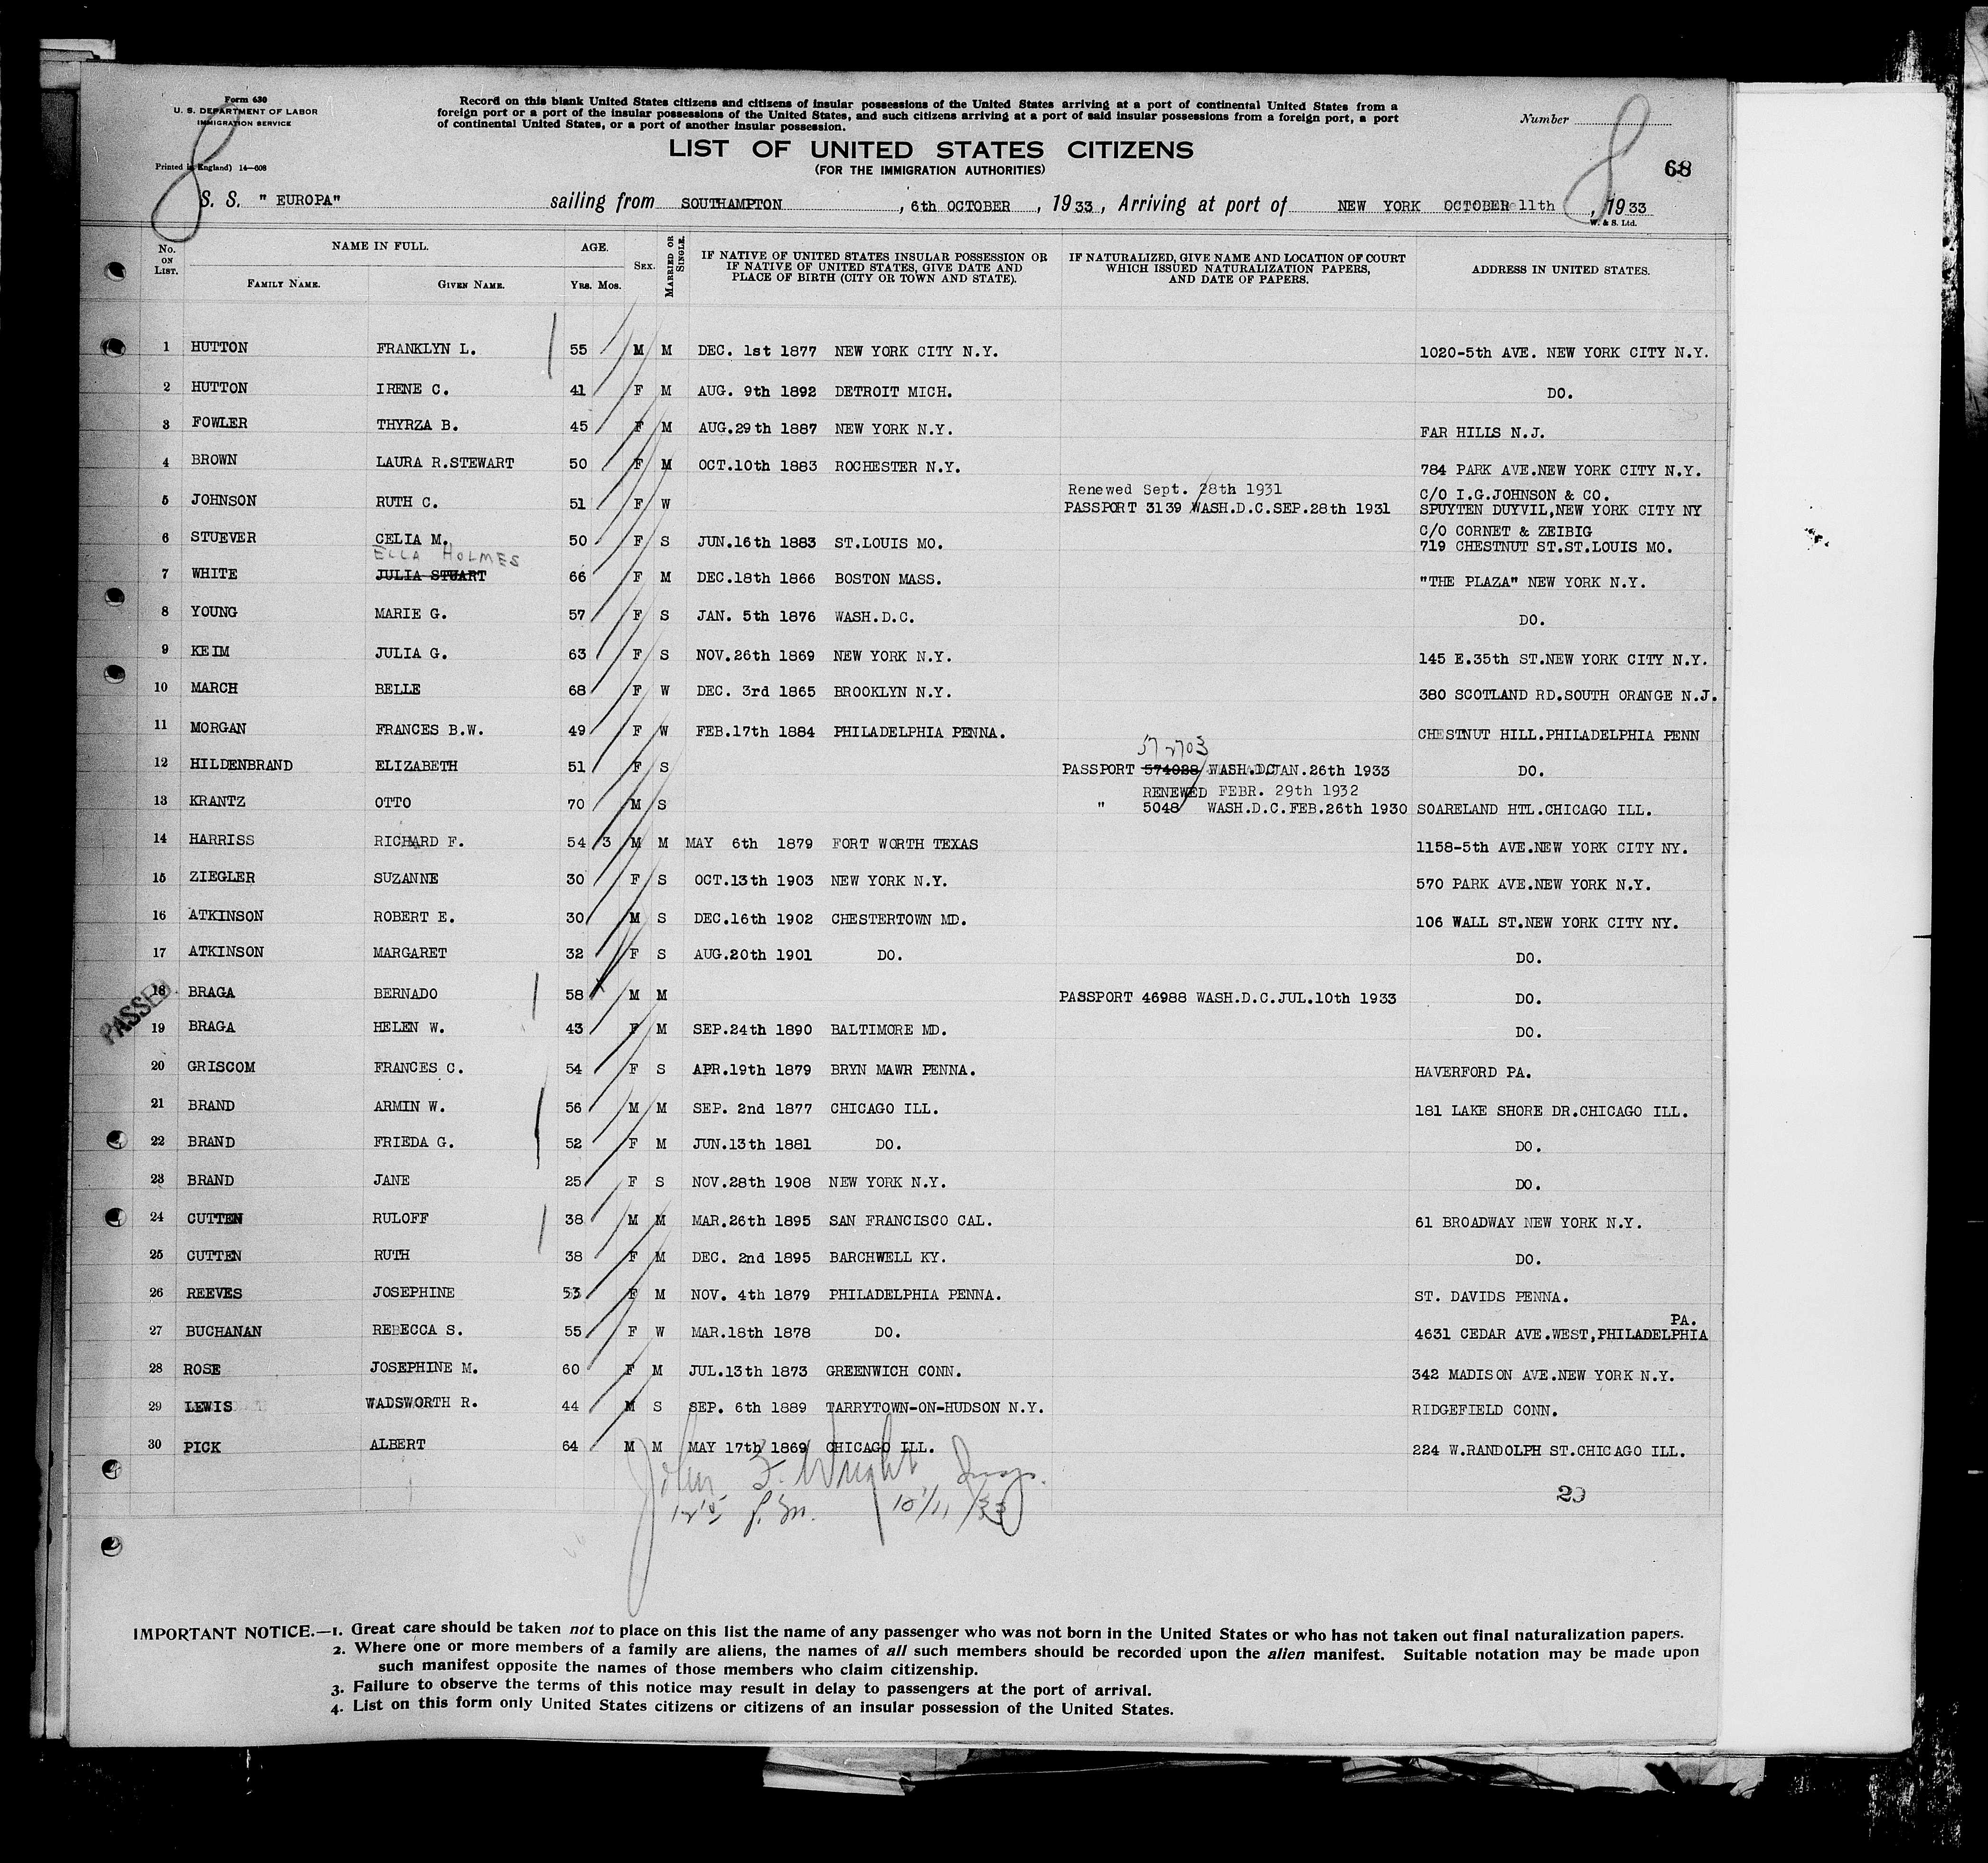 Form 630
U. S. DEPARTMENT OF LABOR
IMMIGRATION SERVICE
Printed in England) 14—608
8
Record on this blank United States citizens and citizens of insular possessions of the United States arriving at a port of continental United States from a
foreign port or a port of the insular possessions of the United States, and such citizens arriving at a port of said insular possessions from a foreign port, a port
of continental United States, or a port of another insular possession.
Number 8
LIST OF UNITED STATES CITIZENS
(FOR THE IMMIGRATION AUTHORITIES)
68
S. S. "EUROPA" sailing from SOUTHAMPTON, 6th OCTOBER, 1933, Arriving at port of NEW YORK OCTOBER 11th, 1933
W. & S. Ltd.
No. ON LIST. NAME IN FULL. FAMILY NAME. GIVEN NAME. AGE. YRS. MOS. SEX. MARRIED OR SINGLE. IF NATIVE OF UNITED STATES INSULAR POSSESSION OR IF NATIVE OF UNITED STATES, GIVE DATE AND PLACE OF BIRTH (CITY OR TOWN AND STATE). IF NATURALIZED, GIVE NAME AND LOCATION OF COURT WHICH ISSUED NATURALIZATION PAPERS, AND DATE OF PAPERS. ADDRESS IN UNITED STATES.
1 HUTTON FRANKLYN L. 55 M M DEC. 1st 1877 NEW YORK CITY N.Y. 1020-5th AVE. NEW YORK CITY N.Y.
2 HUTTON IRENE C. 41 F M AUG. 9th 1892 DETROIT MICH. DO.
3 FOWLER THYRZA B. 45 F M AUG.29th 1887 NEW YORK N.Y. FAR HILLS N.J.
4 BROWN LAURA R.STEWART 50 F M OCT.10th 1883 ROCHESTER N.Y. 784 PARK AVE.NEW YORK CITY N.Y.
Renewed Sept. 28th 1931 C/O I.G.JOHNSON & CO.
5 JOHNSON RUTH C. 51 F W PASSPORT 3139 WASH.D.C.SEP.28th 1931 SPUYTEN DUYVIL,NEW YORK CITY NY
C/O CORNET & ZEIBIG
6 STUEVER CELIA M. 50 F S JUN.16th 1883 ST.LOUIS MO. 719 CHESTNUT ST.ST.LOUIS MO.
ELLA HOLMES
7 WHITE JULIA STUART 66 F M DEC.18th 1866 BOSTON MASS. "THE PLAZA" NEW YORK N.Y.
8 YOUNG MARIE G. 57 F S JAN. 5th 1876 WASH.D.C. DO.
9 KEIM JULIA G. 63 F S NOV.26th 1869 NEW YORK N.Y. 145 E.35th ST.NEW YORK CITY N.Y.
10 MARCH BELLE 68 F W DEC. 3rd 1865 BROOKLYN N.Y. 380 SCOTLAND RD.SOUTH ORANGE N.J.
11 MORGAN FRANCES B.W. 49 F W FEB.17th 1884 PHILADELPHIA PENNA. CHESTNUT HILL.PHILADELPHIA PENN
572703
12 HILDENBRAND ELIZABETH 51 F S PASSPORT 574028 WASH.DC JAN.26th 1933 DO.
RENEWED FEBR. 29th 1932
13 KRANTZ OTTO 70 M S " 5048 WASH.D.C.FEB.26th 1930 SOARELAND HTL.CHICAGO ILL.
14 HARRISS RICHARD F. 54 3 M M MAY 6th 1879 FORT WORTH TEXAS 1158-5th AVE.NEW YORK CITY NY.
15 ZIEGLER SUZANNE 30 F S OCT.13th 1903 NEW YORK N.Y. 570 PARK AVE.NEW YORK N.Y.
16 ATKINSON ROBERT E. 30 M S DEC.16th 1902 CHESTERTOWN MD. 106 WALL ST.NEW YORK CITY NY.
17 ATKINSON MARGARET 32 F S AUG.20th 1901 DO. DO.
PASSED
18 BRAGA BERNADO 58 M M PASSPORT 46988 WASH.D.C.JUL.10th 1933 DO.
19 BRAGA HELEN W. 43 F M SEP.24th 1890 BALTIMORE MD. DO.
20 GRISCOM FRANCES C. 54 F S APR.19th 1879 BRYN MAWR PENNA. HAVERFORD PA.
21 BRAND ARMIN W. 56 M M SEP. 2nd 1877 CHICAGO ILL. 181 LAKE SHORE DR.CHICAGO ILL.
22 BRAND FRIEDA G. 52 F M JUN.13th 1881 DO. DO.
23 BRAND JANE 25 F S NOV.28th 1908 NEW YORK N.Y. DO.
24 CUTTEN RULOFF 38 M M MAR.26th 1895 SAN FRANCISCO CAL. 61 BROADWAY NEW YORK N.Y.
25 CUTTEN RUTH 38 F M DEC. 2nd 1895 BARCHWELL KY. DO.
26 REEVES JOSEPHINE 53 F M NOV. 4th 1879 PHILADELPHIA PENNA. ST. DAVIDS PENNA.
PA.
27 BUCHANAN REBECCA S. 55 F W MAR.18th 1878 DO. 4631 CEDAR AVE.WEST,PHILADELPHIA
28 ROSE JOSEPHINE M. 60 F M JUL.13th 1873 GREENWICH CONN. 342 MADISON AVE.NEW YORK N.Y.
29 LEWIS WADSWORTH R. 44 M S SEP. 6th 1889 TARRYTOWN-ON-HUDSON N.Y. RIDGEFIELD CONN.
30 PICK ALBERT 64 M M MAY 17th 1869 CHICAGO ILL. 224 W.RANDOLPH ST.CHICAGO ILL.
John F. Wright Insp.
12 15 P.M. 10/11/33
29
IMPORTANT NOTICE.—1. Great care should be taken not to place on this list the name of any passenger who was not born in the United States or who has not taken out final naturalization papers.
2. Where one or more members of a family are aliens, the names of all such members should be recorded upon the alien manifest. Suitable notation may be made upon
such manifest opposite the names of those members who claim citizenship.
3. Failure to observe the terms of this notice may result in delay to passengers at the port of arrival.
4. List on this form only United States citizens or citizens of an insular possession of the United States.